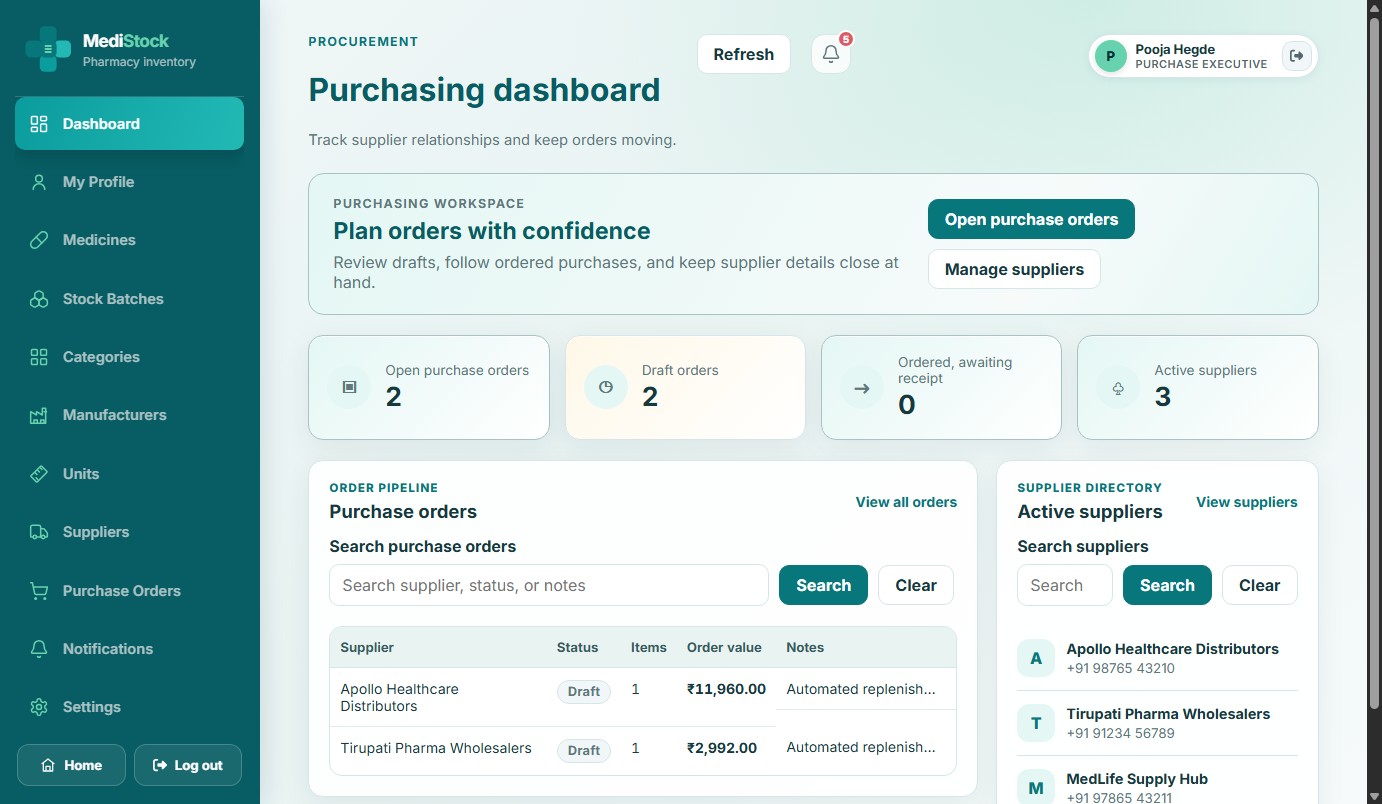 MediStock
Pharmacy inventory
Dashboard
My Profile
Medicines
Stock Batches
Categories
Manufacturers
Units
Suppliers
Purchase Orders
Notifications
Settings
Home
Log out
PROCUREMENT
Purchasing dashboard
Track supplier relationships and keep orders moving.
Refresh
5
P
Pooja Hegde
PURCHASE EXECUTIVE
PURCHASING WORKSPACE
Plan orders with confidence
Review drafts, follow ordered purchases, and keep supplier details close at
hand.
Open purchase orders
Manage suppliers
Open purchase orders
2
Draft orders
2
Ordered, awaiting
receipt
0
Active suppliers
3
ORDER PIPELINE
Purchase orders
View all orders
Search purchase orders
Search supplier, status, or notes
Search
Clear
Supplier Status Items Order value Notes
Apollo Healthcare
Distributors
Draft 1 ₹11,960.00 Automated replenish...
Tirupati Pharma Wholesalers Draft 1 ₹2,992.00 Automated replenish...
SUPPLIER DIRECTORY
Active suppliers
View suppliers
Search suppliers
Search
Search
Clear
A
Apollo Healthcare Distributors
+91 98765 43210
T
Tirupati Pharma Wholesalers
+91 91234 56789
M
MedLife Supply Hub
+91 97865 43211